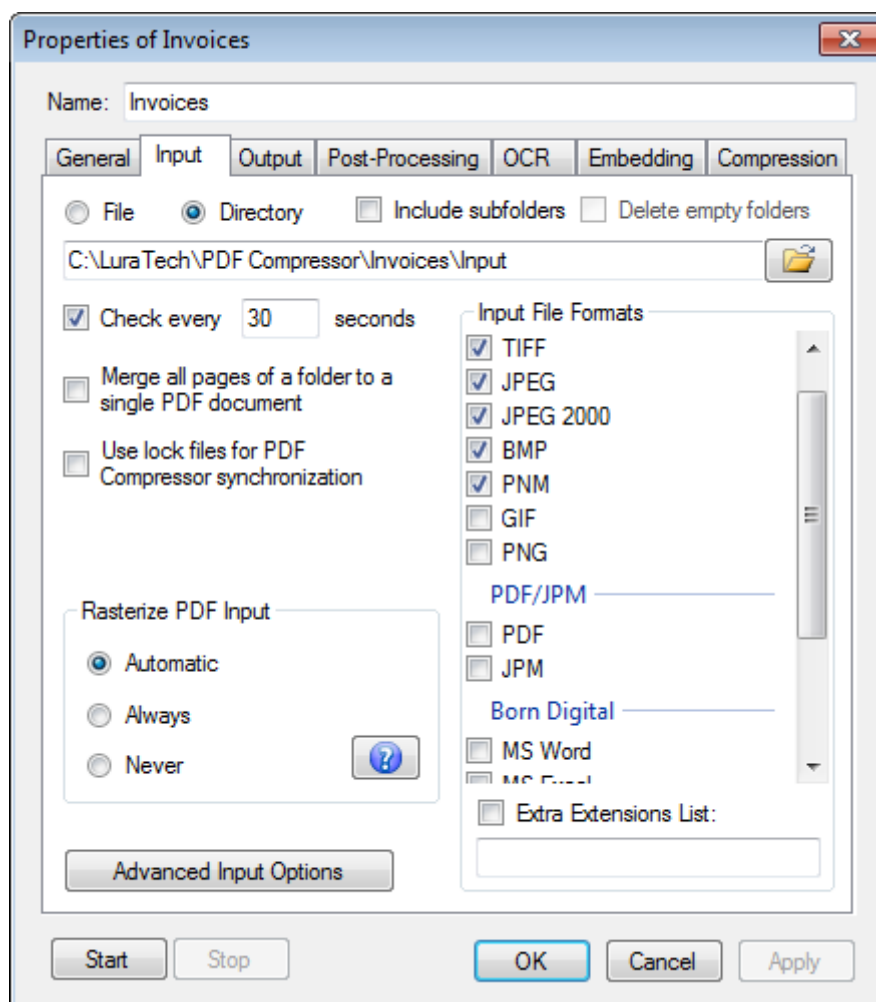 Properties of Invoices
Name: Invoices
General Input Output Post-Processing OCR Embedding Compression
File Directory Include subfolders Delete empty folders
C:\LuraTech\PDF Compressor\Invoices\Input
Check every 30 seconds
Merge all pages of a folder to a
single PDF document
Use lock files for PDF
Compressor synchronization
Rasterize PDF Input
Automatic
Always
Never
?
Advanced Input Options
Input File Formats
TIFF
JPEG
JPEG 2000
BMP
PNM
GIF
PNG
PDF/JPM
PDF
JPM
Born Digital
MS Word
MS Excel
Extra Extensions List:
Start Stop OK Cancel Apply